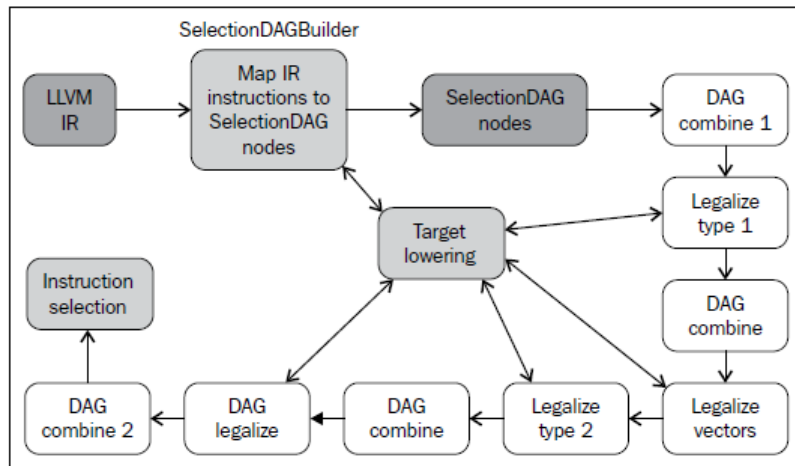 SelectionDAGBuilder
LLVM
IR
Map IR
instructions to
SelectionDAG
nodes
SelectionDAG
nodes
DAG
combine 1
Legalize
type 1
Target
lowering
Instruction
selection
DAG
combine
DAG
combine 2
DAG
legalize
DAG
combine
Legalize
type 2
Legalize
vectors